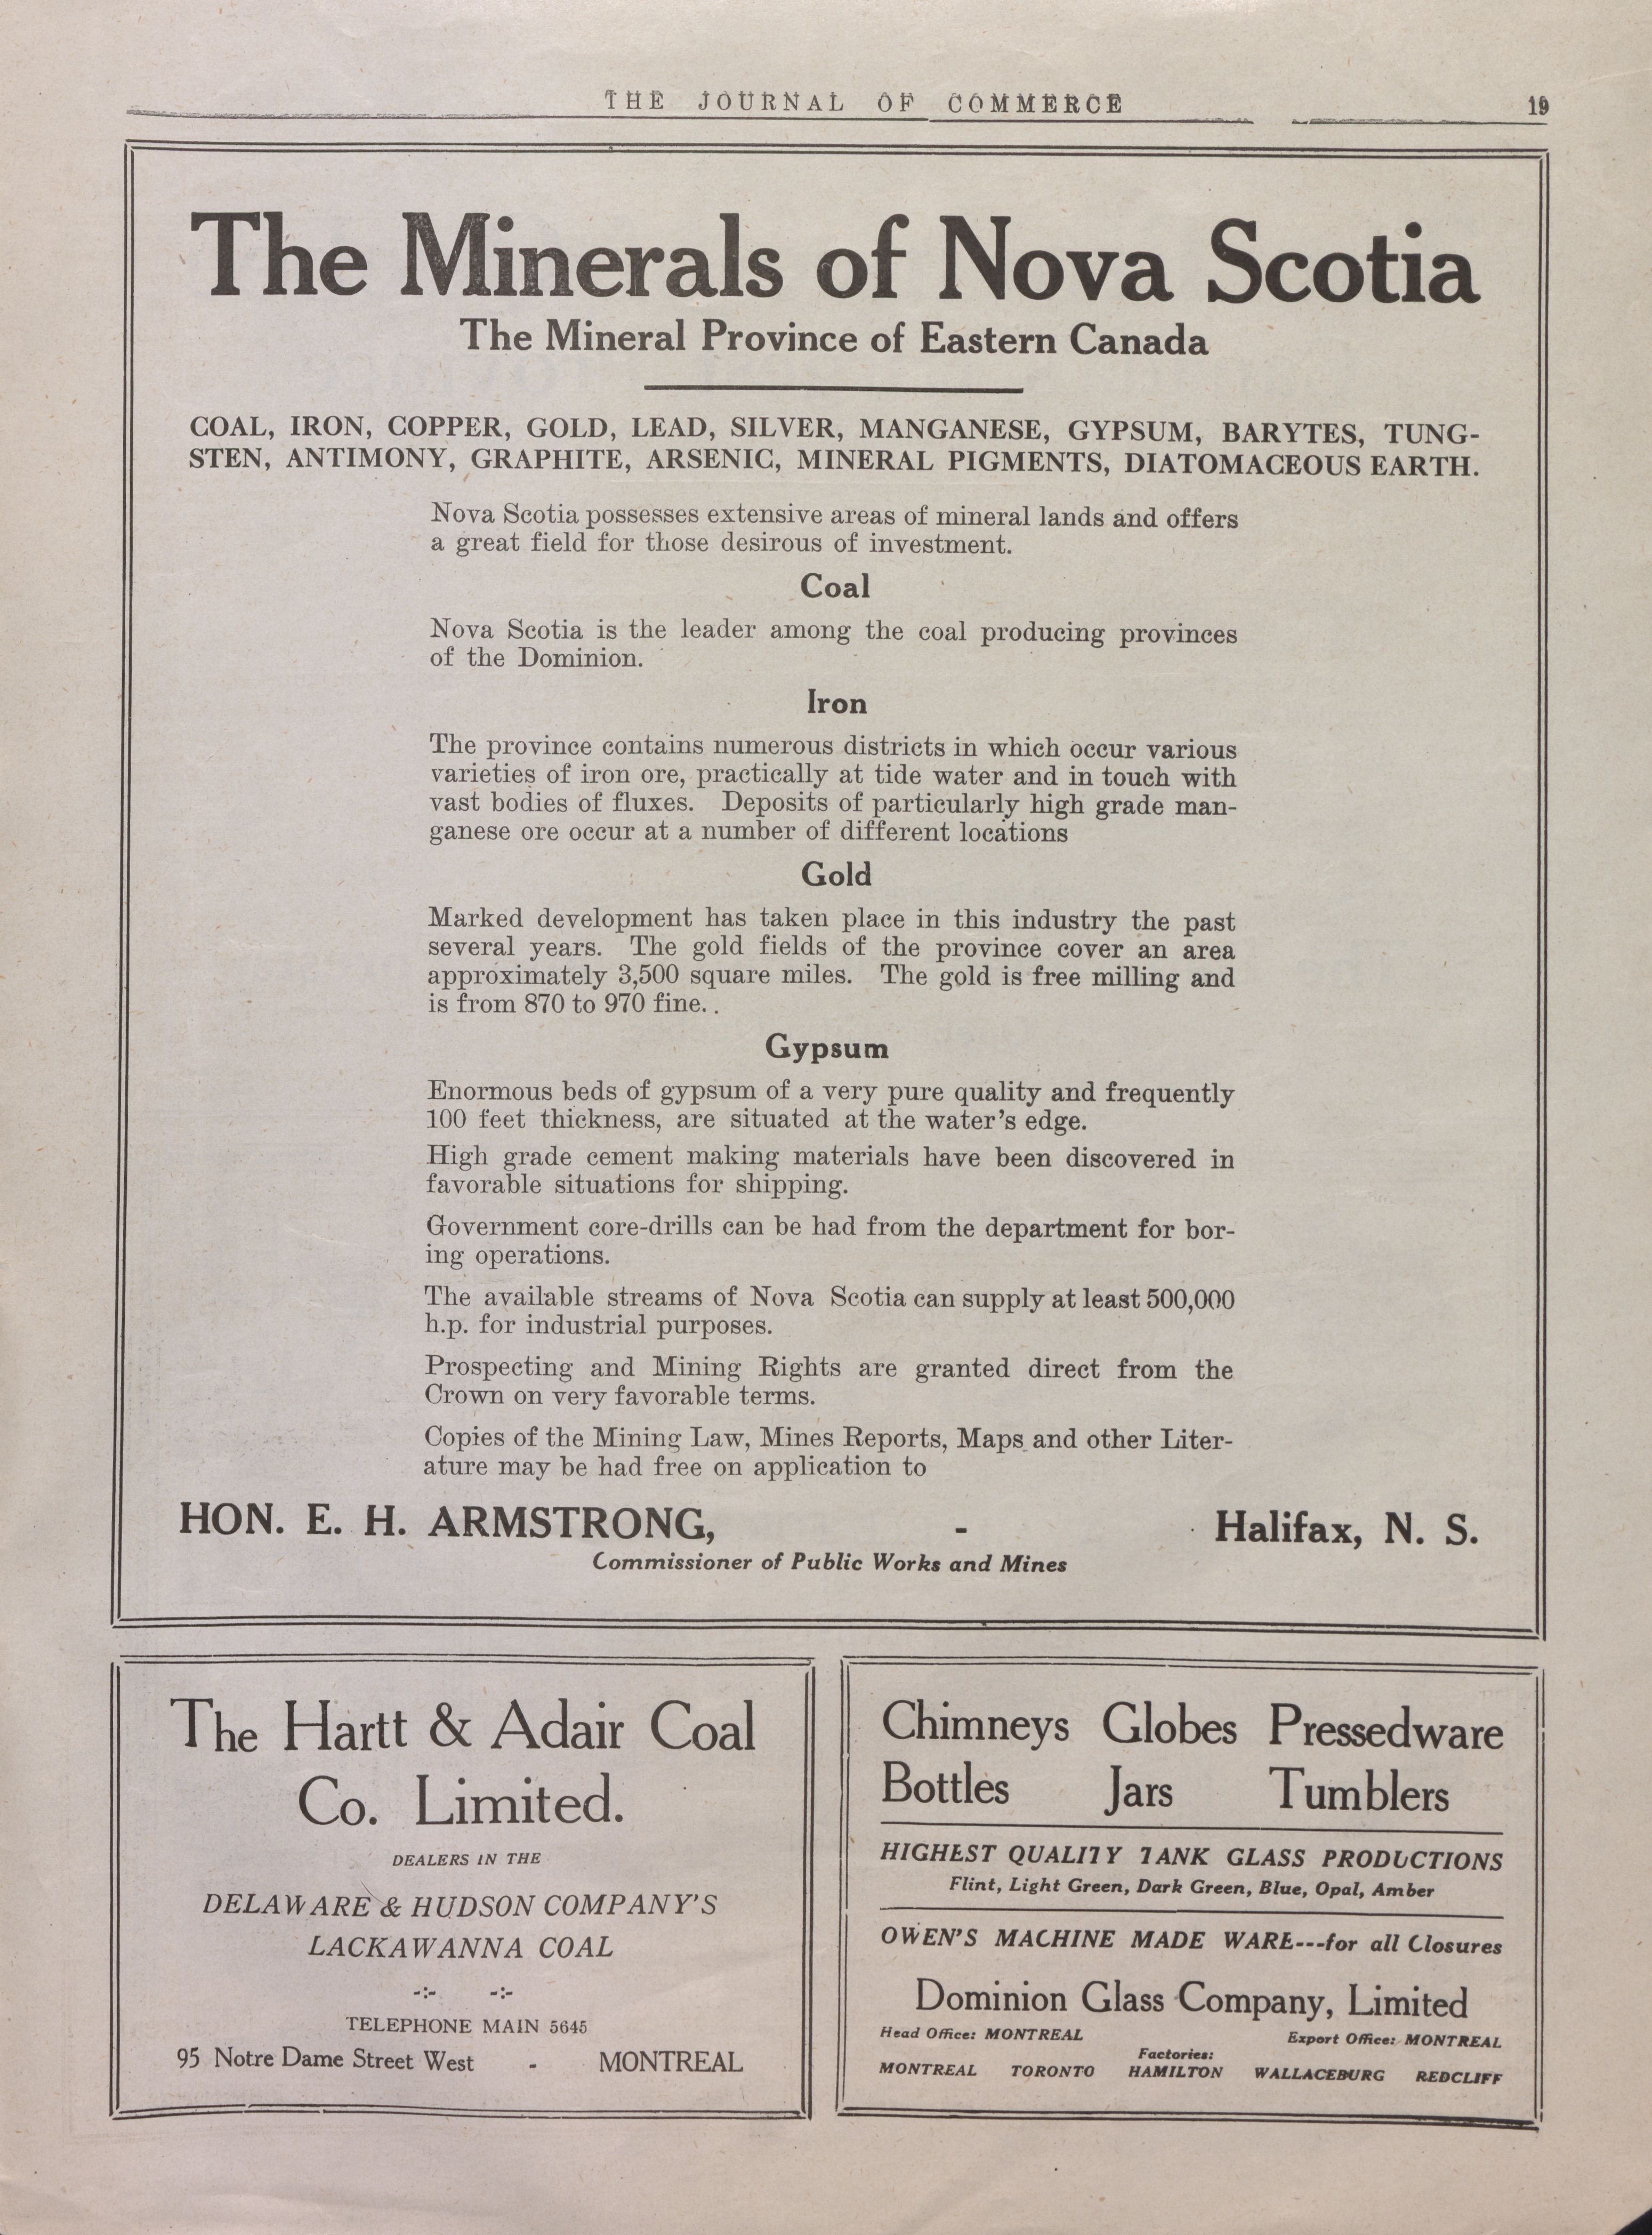 THE JOURNAL OF COMMERCE 19
The Minerals of Nova Scotia
The Mineral Province of Eastern Canada
COAL, IRON, COPPER, GOLD, LEAD, SILVER, MANGANESE, GYPSUM, BARYTES, TUNG-
STEN, ANTIMONY, GRAPHITE, ARSENIC, MINERAL PIGMENTS, DIATOMACEOUS EARTH.
Nova Scotia possesses extensive areas of mineral lands and offers
a great field for those desirous of investment.
Coal
Nova Scotia is the leader among the coal producing provinces
of the Dominion.
Iron
The province contains numerous districts in which occur various
varieties of iron ore, practically at tide water and in touch with
vast bodies of fluxes. Deposits of particularly high grade man-
ganese ore occur at a number of different locations
Gold
Marked development has taken place in this industry the past
several years. The gold fields of the province cover an area
approximately 3,500 square miles. The gold is free milling and
is from 870 to 970 fine. .
Gypsum
Enormous beds of gypsum of a very pure quality and frequently
100 feet thickness, are situated at the water's edge.
High grade cement making materials have been discovered in
favorable situations for shipping.
Government core-drills can be had from the department for bor-
ing operations.
The available streams of Nova Scotia can supply at least 500,000
h.p. for industrial purposes.
Prospecting and Mining Rights are granted direct from the
Crown on very favorable terms.
Copies of the Mining Law, Mines Reports, Maps and other Liter-
ature may be had free on application to
HON. E. H. ARMSTRONG, - Halifax, N. S.
Commissioner of Public Works and Mines
The Hartt & Adair Coal
Co. Limited.
DEALERS IN THE
DELAWARE & HUDSON COMPANY'S
LACKAWANNA COAL
-:- -:-
TELEPHONE MAIN 5645
95 Notre Dame Street West - MONTREAL
Chimneys Globes Pressedware
Bottles Jars Tumblers
HIGHEST QUALITY TANK GLASS PRODUCTIONS
Flint, Light Green, Dark Green, Blue, Opal, Amber
OWEN'S MACHINE MADE WARE---for all Closures
Dominion Glass Company, Limited
Head Office: MONTREAL Export Office: MONTREAL
Factories:
MONTREAL TORONTO HAMILTON WALLACEBURG REDCLIFF